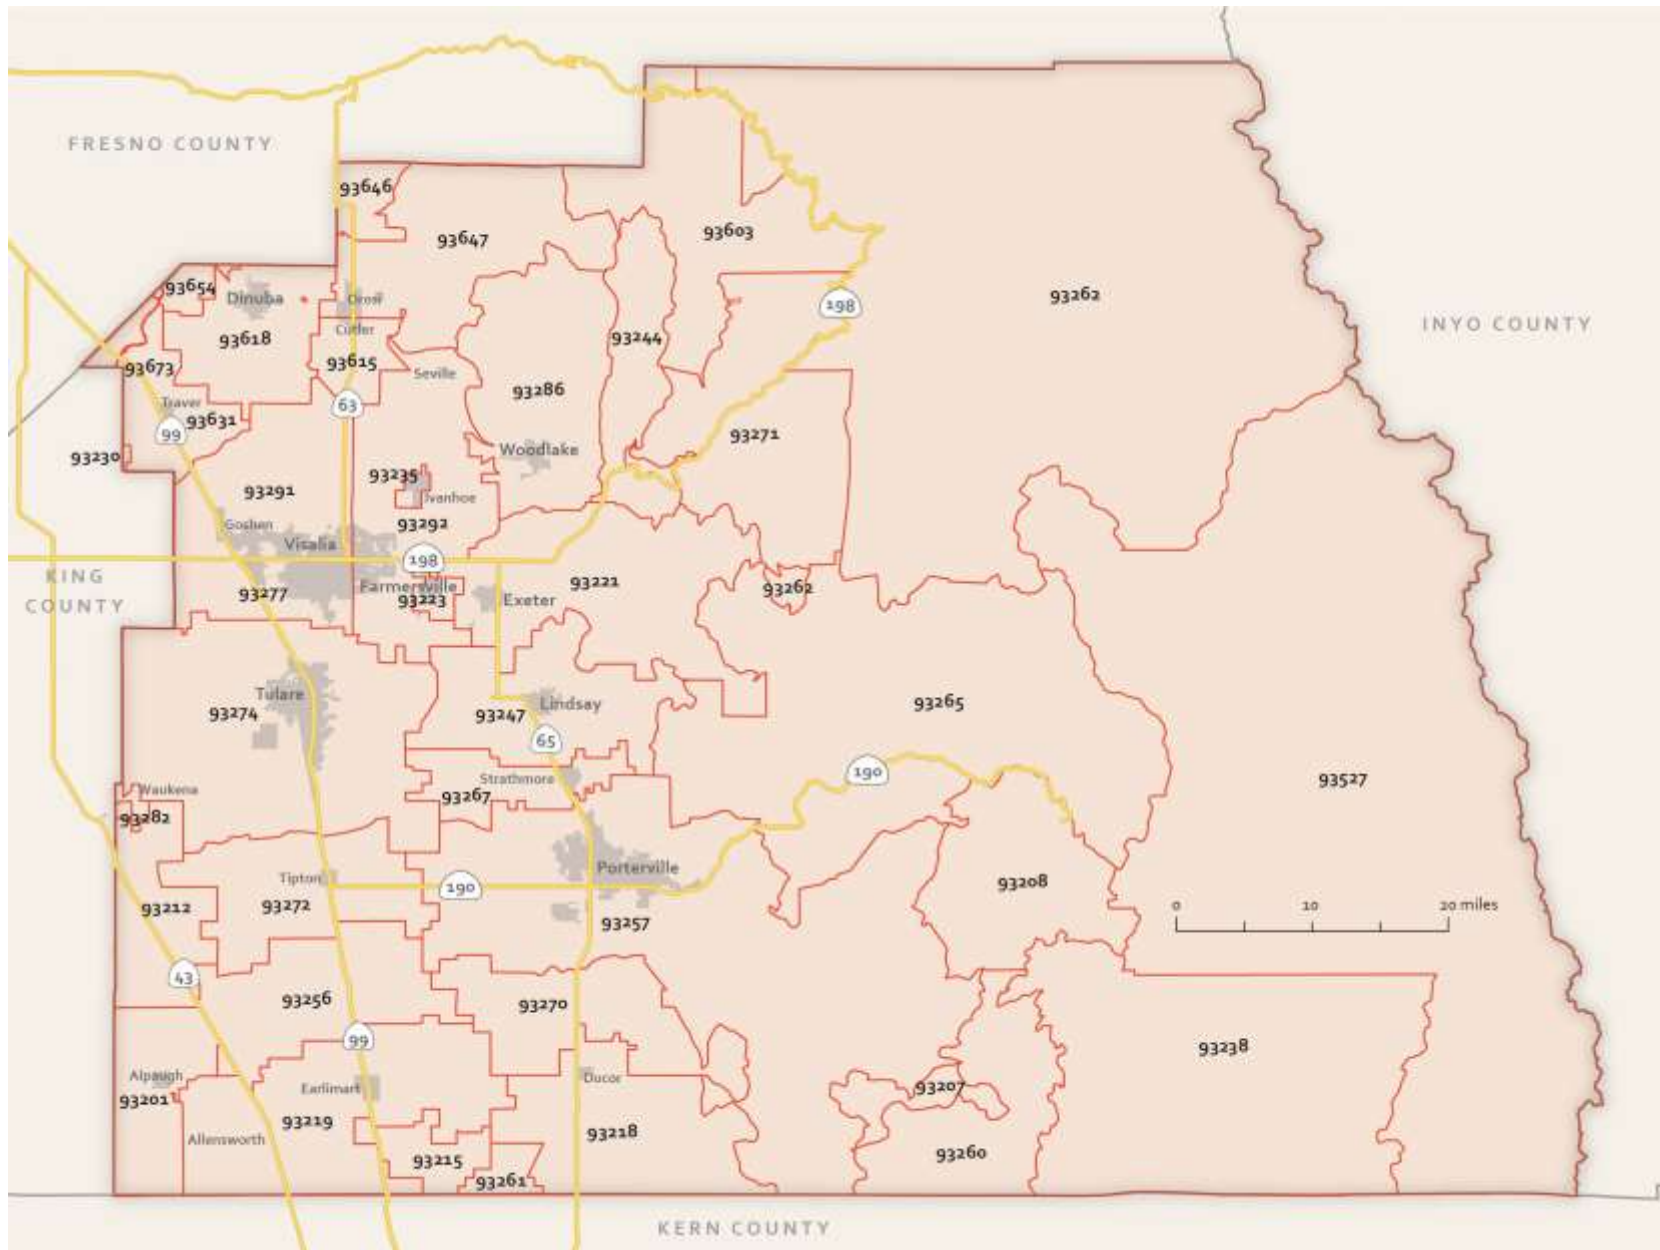 FRESNO COUNTY
93646
93603
93647
93654
Dinuba
Orosi
93262
198
INYO COUNTY
Cutler
93618
93244
93615
93673
Seville
93286
Traver
63
93631
99
93271
Woodlake
93230
93235
93291
Ivanhoe
Goshen
93292
Visalia
198
KING
COUNTY
93221
Farmersville
93262
93277
93223
Exeter
Tulare
93274
Lindsay
93247
93265
65
190
Strathmore
93527
Waukena
93267
93282
Porterville
Tipton
190
93208
93212
93272
0 10 20 miles
93257
43
93256
93270
99
93238
Alpaugh
Earlimart
Ducor
93207
93201
93219
93218
Allensworth
93215
93260
93261
KERN COUNTY